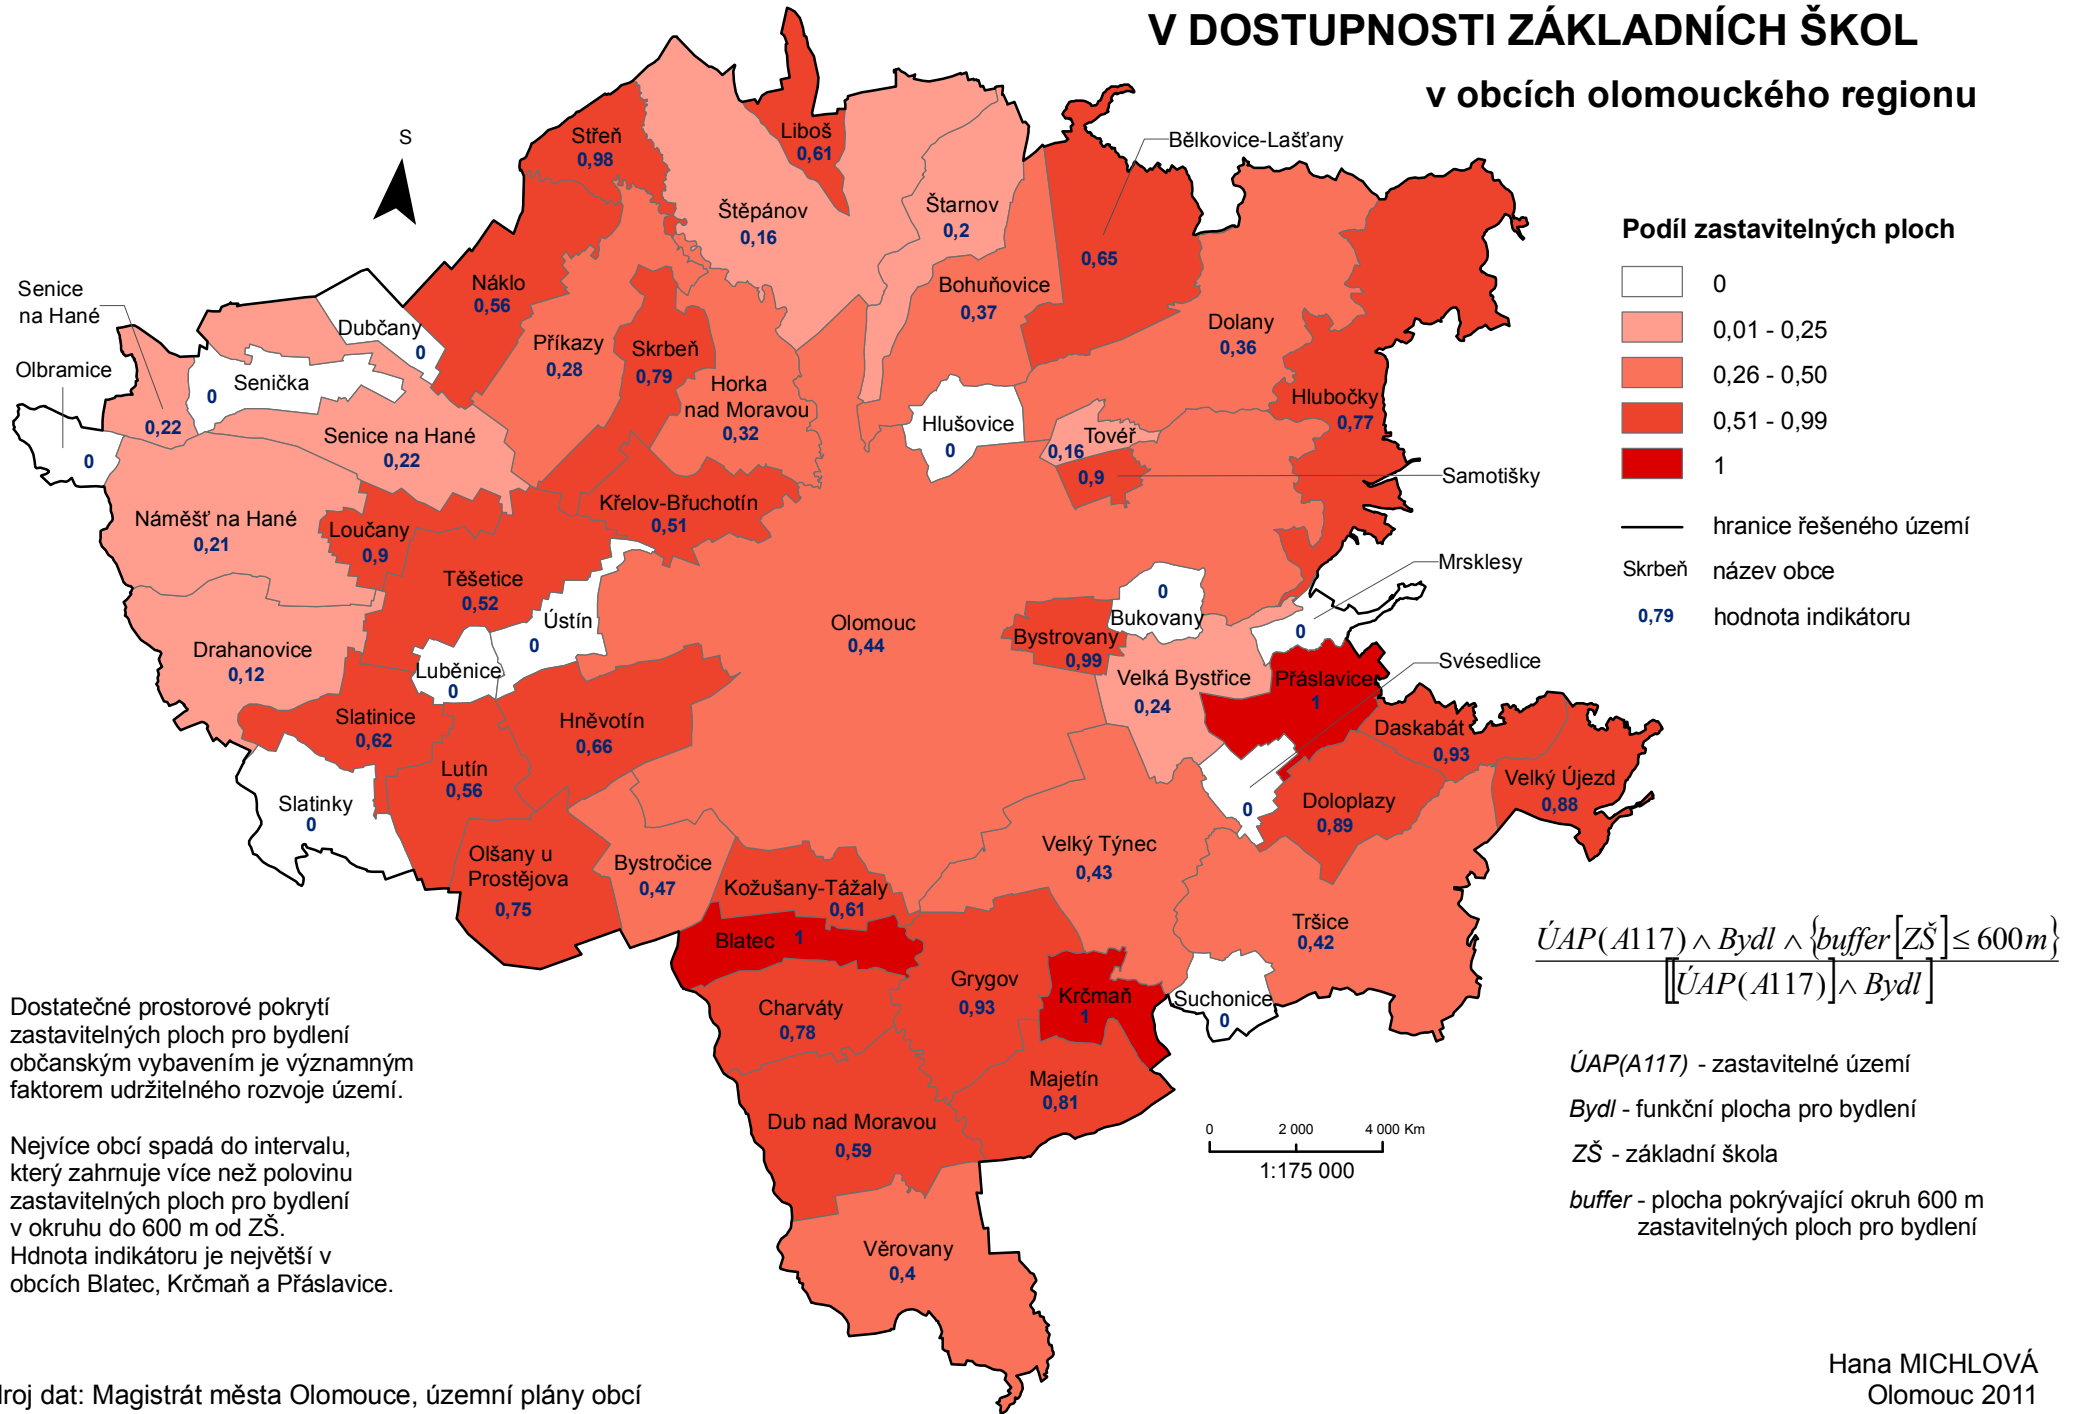 V DOSTUPNOSTI ZÁKLADNÍCH ŠKOL
v obcích olomouckého regionu
S
Střeň
0,98
Liboš
0,61
Bělkovice-Lašťany
0,65
Štěpánov
0,16
Štarnov
0,2
Náklo
0,56
Bohuňovice
0,37
Senice
na Hané
0,22
Dubčany
0
Příkazy
0,28
Skrbeň
0,79
Dolany
0,36
Olbramice
0
Senička
0
Horka
nad Moravou
0,32
Hlubočky
0,77
Hlušovice
0
Senice na Hané
0,22
Tovéř
0,16
Samotišky
0,9
Náměšť na Hané
0,21
Loučany
0,9
Křelov-Břuchotín
0,51
Těšetice
0,52
Mrsklesy
0
Ústín
0
Olomouc
0,44
Bukovany
0
Bystrovany
0,99
Drahanovice
0,12
Luběnice
0
Svésedlice
0
Velká Bystřice
0,24
Přáslavice
1
Slatinice
0,62
Hněvotín
0,66
Daskabát
0,93
Lutín
0,56
Velký Újezd
0,88
Slatinky
0
Doloplazy
0,89
Olšany u
Prostějova
0,75
Bystročice
0,47
Velký Týnec
0,43
Kožušany-Tážaly
0,61
Tršice
0,42
Blatec 1
Grygov
0,93
Krčmaň
1
Suchonice
0
Charváty
0,78
Majetín
0,81
Dub nad Moravou
0,59
Věrovany
0,4
Podíl zastavitelných ploch
0
0,01 - 0,25
0,26 - 0,50
0,51 - 0,99
1
hranice řešeného území
Skrbeň název obce
0,79 hodnota indikátoru
ÚAP(A117) ∧ Bydl ∧ {buffer[ZŠ] ≤ 600m}
[[ÚAP(A117)] ∧ Bydl]
ÚAP(A117) - zastavitelné území
Bydl - funkční plocha pro bydlení
ZŠ - základní škola
buffer - plocha pokrývající okruh 600 m
zastavitelných ploch pro bydlení
0 2 000 4 000 Km
1:175 000
Dostatečné prostorové pokrytí
zastavitelných ploch pro bydlení
občanským vybavením je významným
faktorem udržitelného rozvoje území.
Nejvíce obcí spadá do intervalu,
který zahrnuje více než polovinu
zastavitelných ploch pro bydlení
v okruhu do 600 m od ZŠ.
Hdnota indikátoru je největší v
obcích Blatec, Krčmaň a Přáslavice.
droj dat: Magistrát města Olomouce, územní plány obcí
Hana MICHLOVÁ
Olomouc 2011